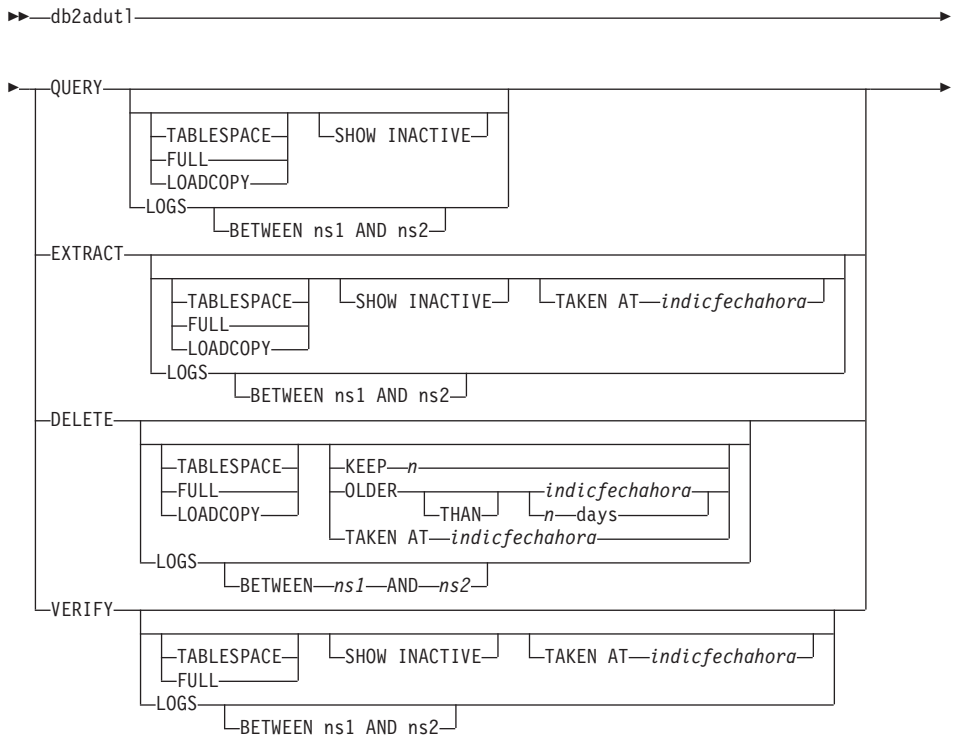 db2adutl
QUERY
TABLESPACE SHOW INACTIVE
FULL
LOADCOPY
LOGS
BETWEEN ns1 AND ns2
EXTRACT
TABLESPACE SHOW INACTIVE TAKEN AT indicfechahora
FULL
LOADCOPY
LOGS
BETWEEN ns1 AND ns2
DELETE
TABLESPACE KEEP n
FULL OLDER indicfechahora
LOADCOPY THAN n days
TAKEN AT indicfechahora
LOGS
BETWEEN ns1 AND ns2
VERIFY
TABLESPACE SHOW INACTIVE TAKEN AT indicfechahora
FULL
LOGS
BETWEEN ns1 AND ns2